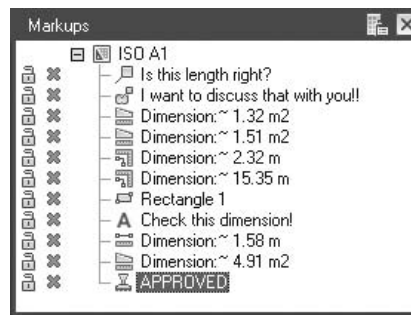 Markups
ISO A1
Is this length right?
I want to discuss that with you!!
Dimension:~ 1.32 m2
Dimension:~ 1.51 m2
Dimension:~ 2.32 m
Dimension:~ 15.35 m
Rectangle 1
A Check this dimension!
Dimension:~ 1.58 m
Dimension:~ 4.91 m2
APPROVED